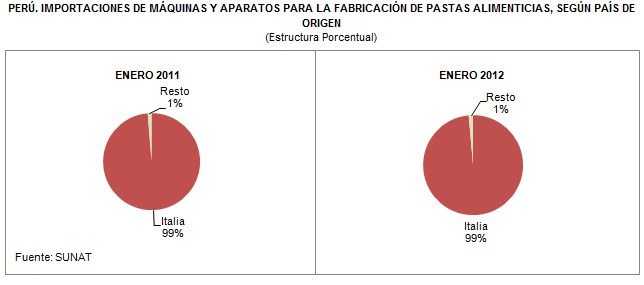 PERÚ. IMPORTACIONES DE MÁQUINAS Y APARATOS PARA LA FABRICACIÓN DE PASTAS ALIMENTICIAS, SEGÚN PAÍS DE
ORIGEN
(Estructura Porcentual)
ENERO 2011
Resto
1%
Italia
99%
Fuente: SUNAT
ENERO 2012
Resto
1%
Italia
99%